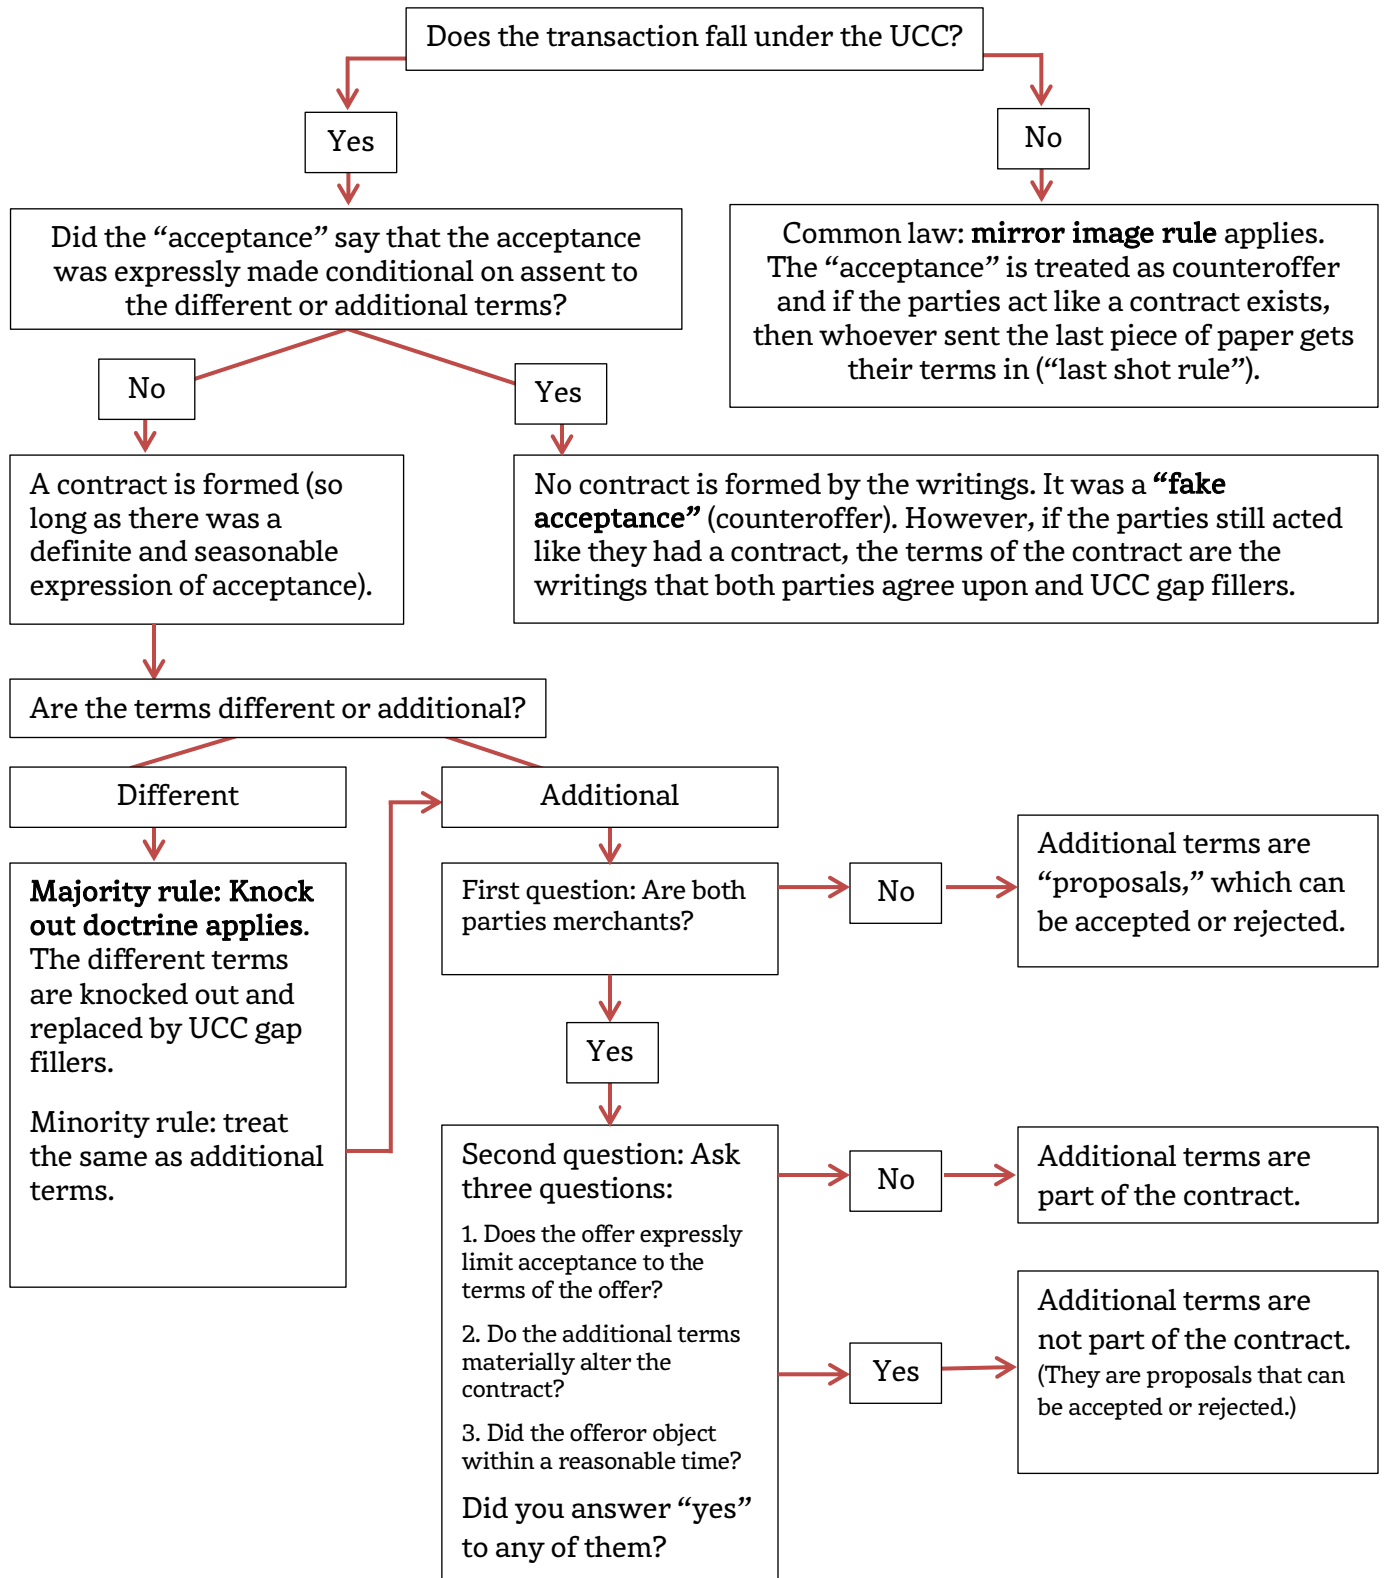 Does the transaction fall under the UCC?
Yes
No
Did the “acceptance” say that the acceptance
was expressly made conditional on assent to
the different or additional terms?
Common law: mirror image rule applies.
The “acceptance” is treated as counteroffer
and if the parties act like a contract exists,
then whoever sent the last piece of paper gets
their terms in (“last shot rule”).
No
Yes
A contract is formed (so
long as there was a
definite and seasonable
expression of acceptance).
No contract is formed by the writings. It was a “fake
acceptance” (counteroffer). However, if the parties still acted
like they had a contract, the terms of the contract are the
writings that both parties agree upon and UCC gap fillers.
Are the terms different or additional?
Different
Additional
Majority rule: Knock
out doctrine applies.
The different terms
are knocked out and
replaced by UCC gap
fillers.
Minority rule: treat
the same as additional
terms.
First question: Are both
parties merchants?
No
Additional terms are
“proposals,” which can
be accepted or rejected.
Yes
Second question: Ask
three questions:
1. Does the offer expressly
limit acceptance to the
terms of the offer?
2. Do the additional terms
materially alter the
contract?
3. Did the offeror object
within a reasonable time?
Did you answer “yes”
to any of them?
No
Additional terms are
part of the contract.
Yes
Additional terms are
not part of the contract.
(They are proposals that can
be accepted or rejected.)